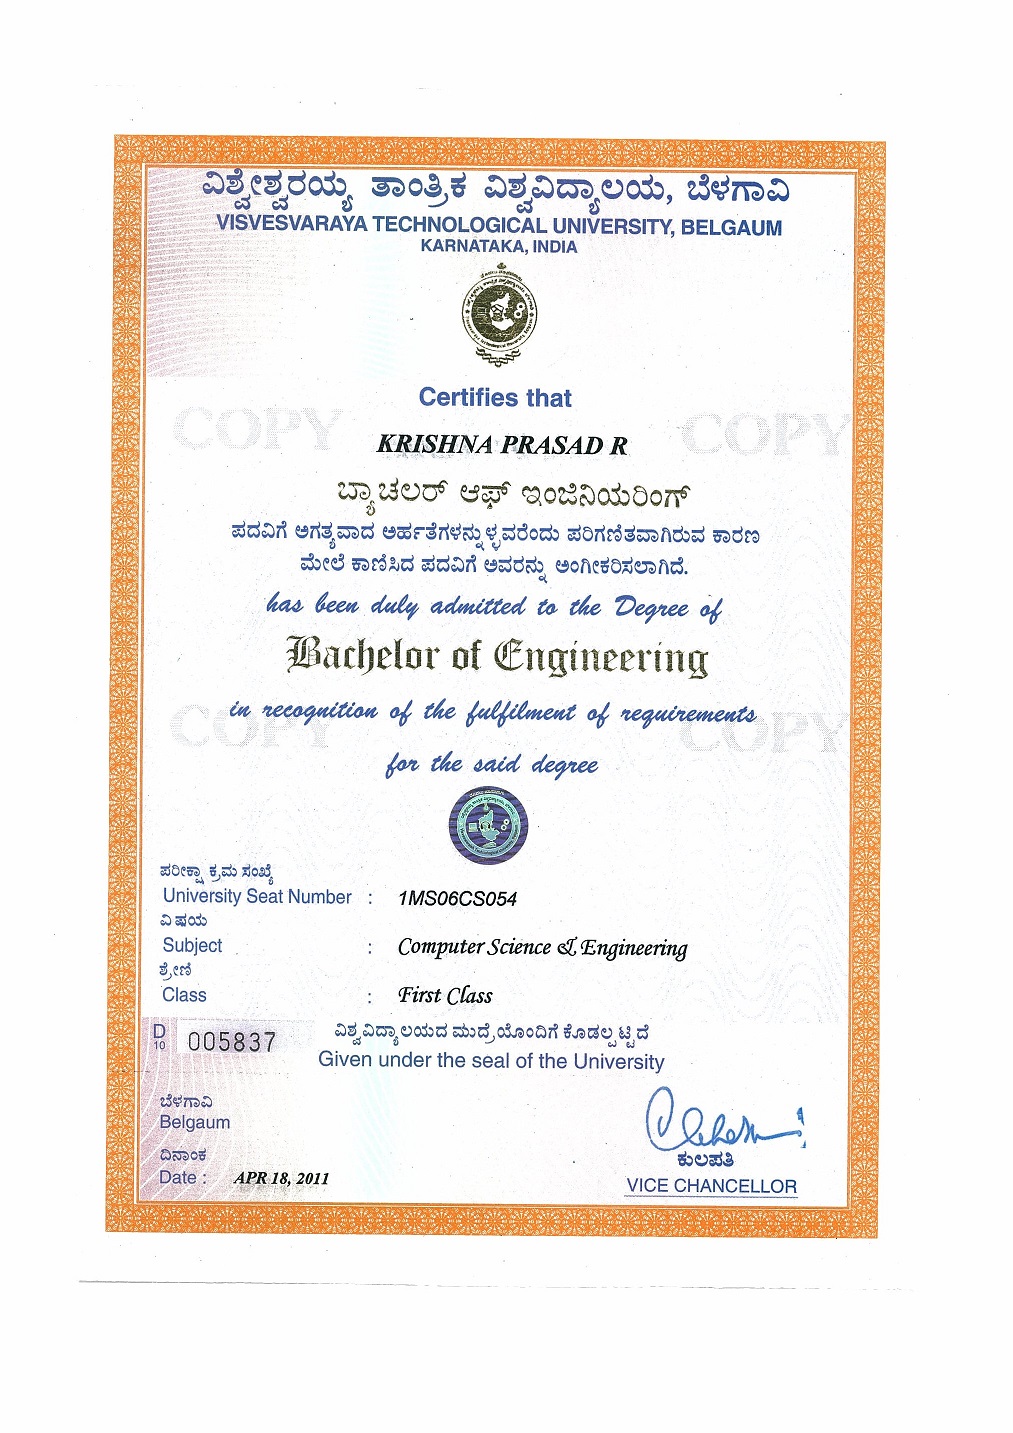 ವಿಶ್ವೇಶ್ವರಯ್ಯ ತಾಂತ್ರಿಕ ವಿಶ್ವವಿದ್ಯಾಲಯ, ಬೆಳಗಾವಿ
VISVESVARAYA TECHNOLOGICAL UNIVERSITY, BELGAUM
KARNATAKA, INDIA
Certifies that
COPY COPY
KRISHNA PRASAD R
ಬ್ಯಾಚಲರ್ ಆಫ್ ಇಂಜಿನಿಯರಿಂಗ್
ಪದವಿಗೆ ಅಗತ್ಯವಾದ ಅರ್ಹತೆಗಳನ್ನುಳ್ಳವರೆಂದು ಪರಿಗಣಿತವಾಗಿರುವ ಕಾರಣ
ಮೇಲೆ ಕಾಣಿಸಿದ ಪದವಿಗೆ ಅವರನ್ನು ಅಂಗೀಕರಿಸಲಾಗಿದೆ.
has been duly admitted to the Degree of
Bachelor of Engineering
in recognition of the fulfilment of requirements
COPY COPY
for the said degree
ಪರೀಕ್ಷಾ ಕ್ರಮ ಸಂಖ್ಯೆ
University Seat Number : 1MS06CS054
ವಿಷಯ
Subject : Computer Science & Engineering
ಶ್ರೇಣಿ
Class : First Class
D 10 005837
ವಿಶ್ವವಿದ್ಯಾಲಯದ ಮುದ್ರೆಯೊಂದಿಗೆ ಕೊಡಲ್ಪಟ್ಟಿದೆ
Given under the seal of the University
ಬೆಳಗಾವಿ
Belgaum
ದಿನಾಂಕ
Date : APR 18, 2011
ಕುಲಪತಿ
VICE CHANCELLOR